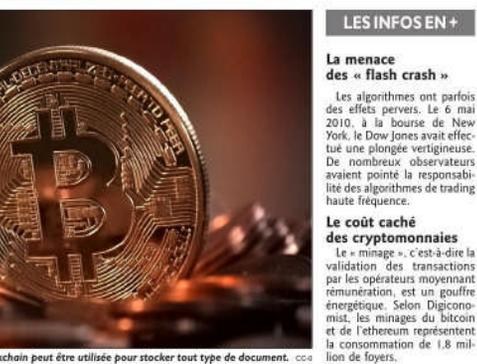 LES INFOS EN +
La menace
des « flash crash »
Les algorithmes ont parfois
des effets pervers. Le 6 mai
2010, à la bourse de New
York, le Dow Jones avait effec-
tué une plongée vertigineuse.
De nombreux observateurs
avaient pointé la responsabi-
lité des algorithmes de trading
haute fréquence.
Le coût caché
des cryptomonnaies
Le « minage », c'est-à-dire la
validation des transactions
par les opérateurs moyennant
rémunération, est un gouffre
énergétique. Selon Digicono-
mist, les minages du bitcoin
et de l'ethereum représentent
la consommation de 1,8 mil-
lion de foyers.
kchain peut être utilisée pour stocker tout type de document. CC-0